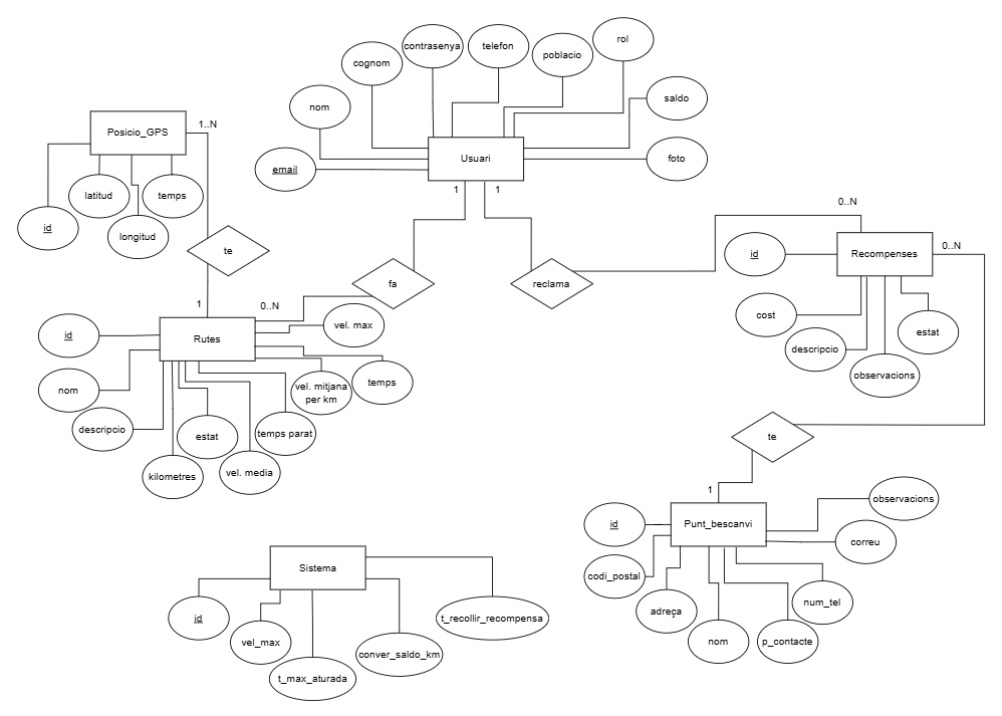 rol
contrasenya
telefon
poblacio
cognom
saldo
nom
Posicio_GPS
1..N
Usuari
foto
email
1
1
latitud
temps
id
longitud
0..N
te
0..N
id
Recompenses
fa
reclama
1
0..N
cost
estat
vel. max
id
Rutes
descripcio
observacions
nom
vel. mitjana
per km
temps
descripcio
estat
temps parat
te
kilometres
vel. media
1
observacions
id
Punt_bescanvi
correu
Sistema
codi_postal
num_tel
adreça
id
t_recollir_recompensa
vel_max
nom
p_contacte
conver_saldo_km
t_max_aturada